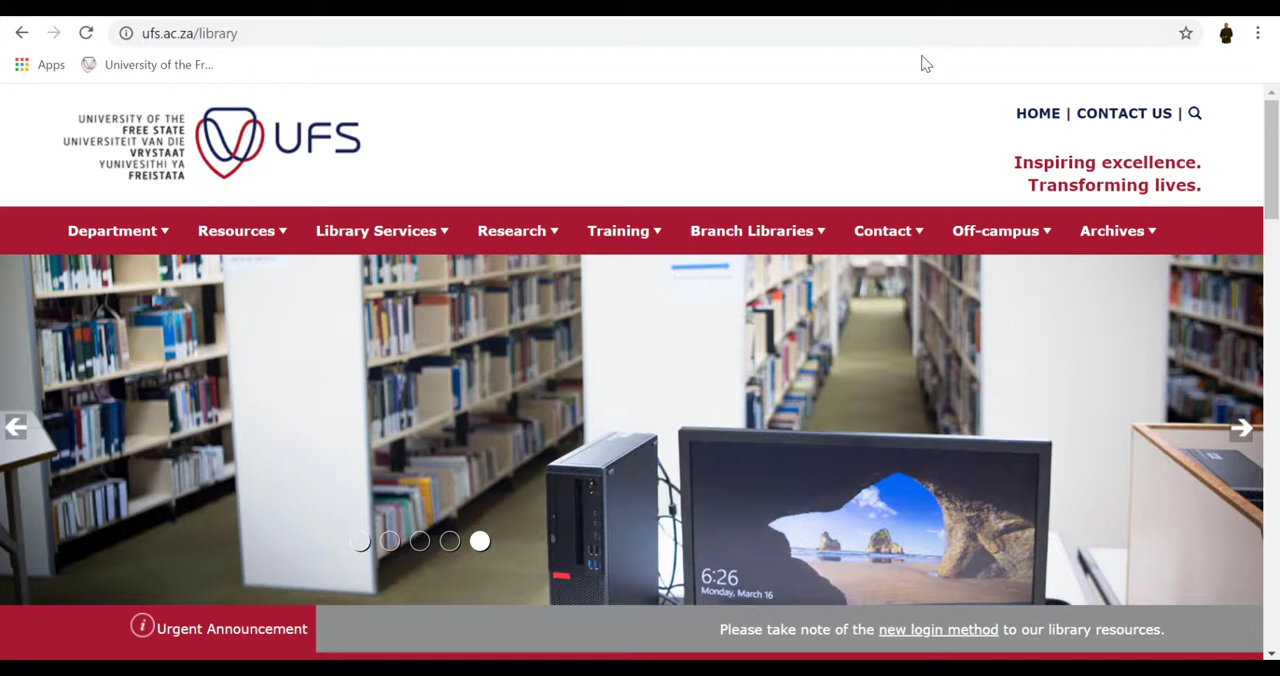 ufs.ac.za/library
Apps
University of the Fr...
UNIVERSITY OF THE
FREE STATE
UNIVERSITEIT VAN DIE
VRYSTAAT
YUNIVESITHI YA
FREISTATA
UFS
HOME | CONTACT US |
Inspiring excellence.
Transforming lives.
Department Resources Library Services Research Training Branch Libraries Contact Off-campus Archives
6:26
Monday, March 16
Urgent Announcement
Please take note of the new login method to our library resources.